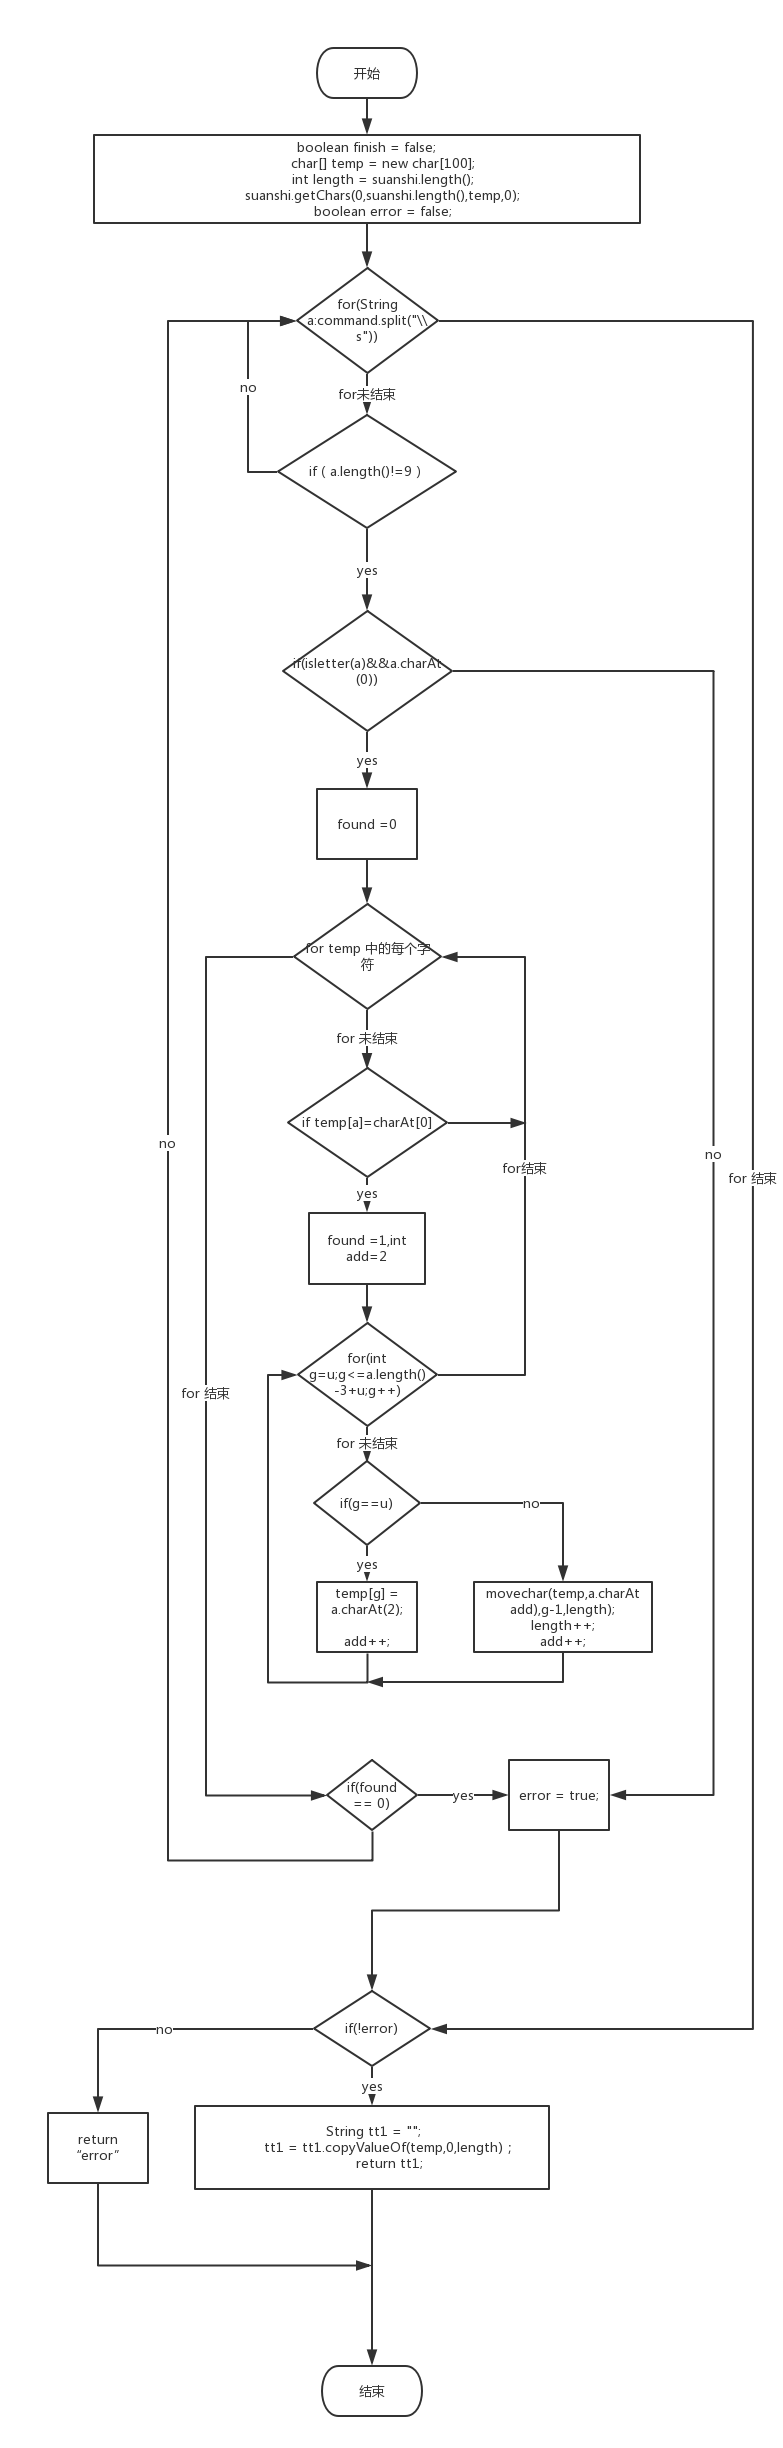 开始
boolean finish = false;
char[] temp = new char[100];
int length = suanshi.length();
suanshi.getChars(0,suanshi.length(),temp,0);
boolean error = false;
for(String
a:command.split("\\
s"))
no
for未结束
if ( a.length()!=9 )
yes
if(isletter(a)&&a.charAt
(0))
yes
found =0
for temp 中的每个字
符
for 未结束
if temp[a]=charAt[0]
no
no
for结束
for 结束
yes
found =1,int
add=2
for(int
g=u;g<=a.length()
-3+u;g++)
for 结束
for 未结束
if(g==u)
no
yes
temp[g] =
a.charAt(2);
add++;
movechar(temp,a.charAt
add),g-1,length);
length++;
add++;
if(found
== 0)
yes
error = true;
if(!error)
no
yes
return
“error”
String tt1 = "";
tt1 = tt1.copyValueOf(temp,0,length) ;
return tt1;
结束